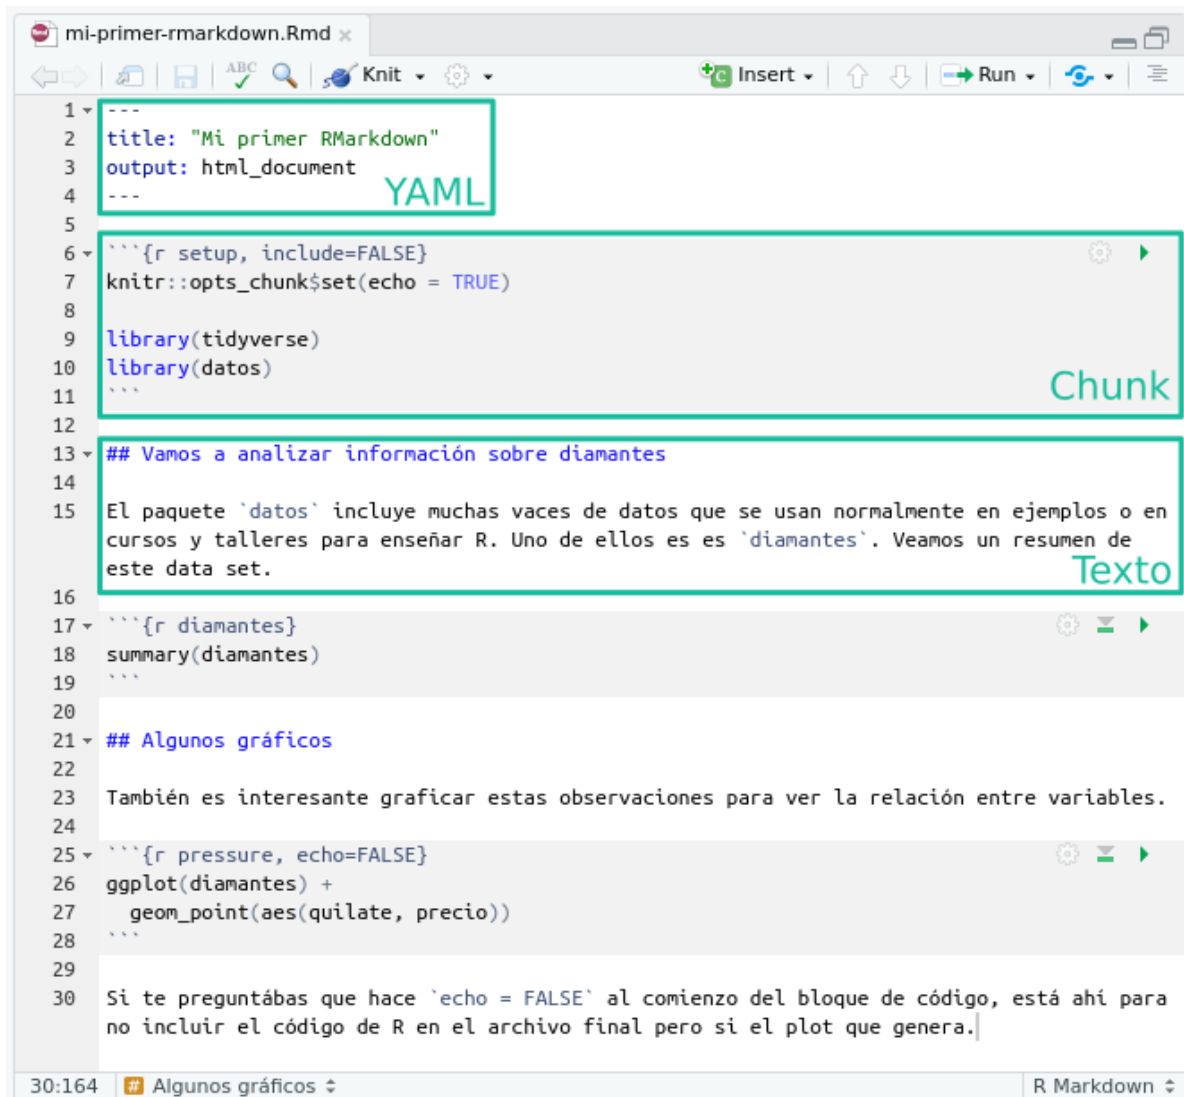 mi-primer-rmarkdown.Rmd
ABC Knit Insert Run
1 ---
2 title: "Mi primer RMarkdown"
3 output: html_document
4 ---
YAML
5
6 ```{r setup, include=FALSE}
7 knitr::opts_chunk$set(echo = TRUE)
8
9 library(tidyverse)
10 library(datos)
11 ```
Chunk
12
13 ## Vamos a analizar información sobre diamantes
14
15 El paquete `datos` incluye muchas vaces de datos que se usan normalmente en ejemplos o en
cursos y talleres para enseñar R. Uno de ellos es es `diamantes`. Veamos un resumen de
este data set.
Texto
16
17 ```{r diamantes}
18 summary(diamantes)
19 ```
20
21 ## Algunos gráficos
22
23 También es interesante graficar estas observaciones para ver la relación entre variables.
24
25 ```{r pressure, echo=FALSE}
26 ggplot(diamantes) +
27   geom_point(aes(quilate, precio))
28 ```
29
30 Si te preguntábas que hace `echo = FALSE` al comienzo del bloque de código, está ahí para
no incluir el código de R en el archivo final pero si el plot que genera.
30:164 # Algunos gráficos R Markdown